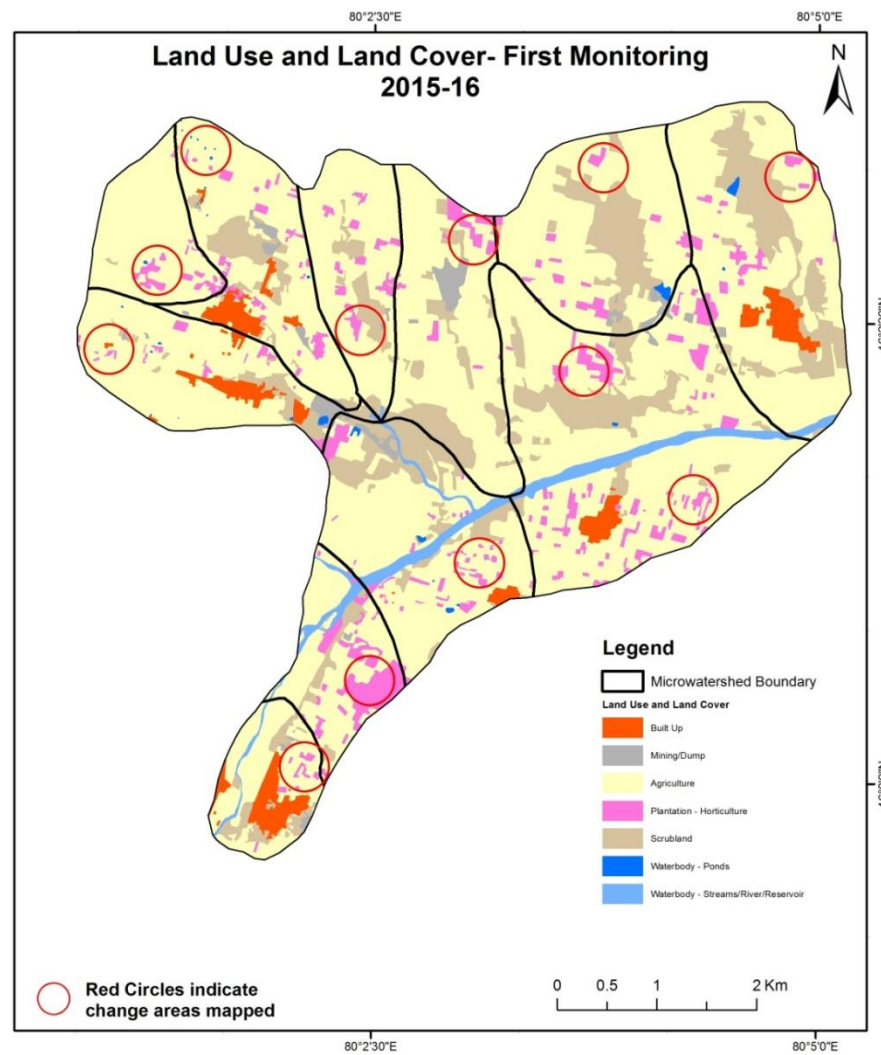 80°2'30"E
80°5'0"E
Land Use and Land Cover- First Monitoring
2015-16
N
Legend
Microwatershed Boundary
Land Use and Land Cover
Built Up
Mining/Dump
Agriculture
Plantation - Horticulture
Scrubland
Waterbody - Ponds
Waterbody - Streams/River/Reservoir
Red Circles indicate
change areas mapped
0 0.5 1 2 Km
80°2'30"E
80°5'0"E